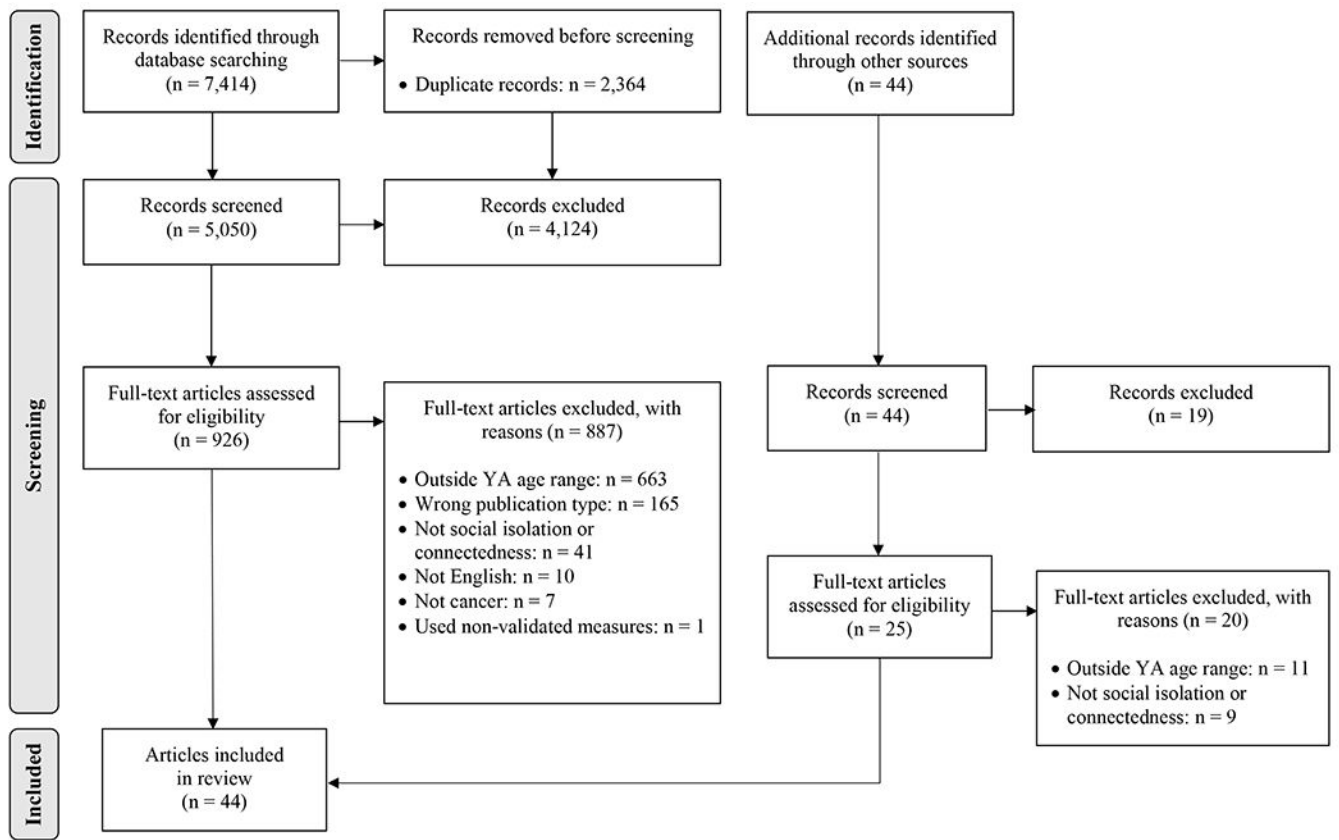 Identification
Records identified through
database searching
(n = 7,414)
Records removed before screening
• Duplicate records: n = 2,364
Additional records identified
through other sources
(n = 44)
Screening
Records screened
(n = 5,050)
Records excluded
(n = 4,124)
Full-text articles assessed
for eligibility
(n = 926)
Full-text articles excluded, with
reasons (n = 887)
• Outside YA age range: n = 663
• Wrong publication type: n = 165
• Not social isolation or
connectedness: n = 41
• Not English: n = 10
• Not cancer: n = 7
• Used non-validated measures: n = 1
Records screened
(n = 44)
Records excluded
(n = 19)
Full-text articles
assessed for eligibility
(n = 25)
Full-text articles excluded, with
reasons (n = 20)
• Outside YA age range: n = 11
• Not social isolation or
connectedness: n = 9
Included
Articles included
in review
(n = 44)